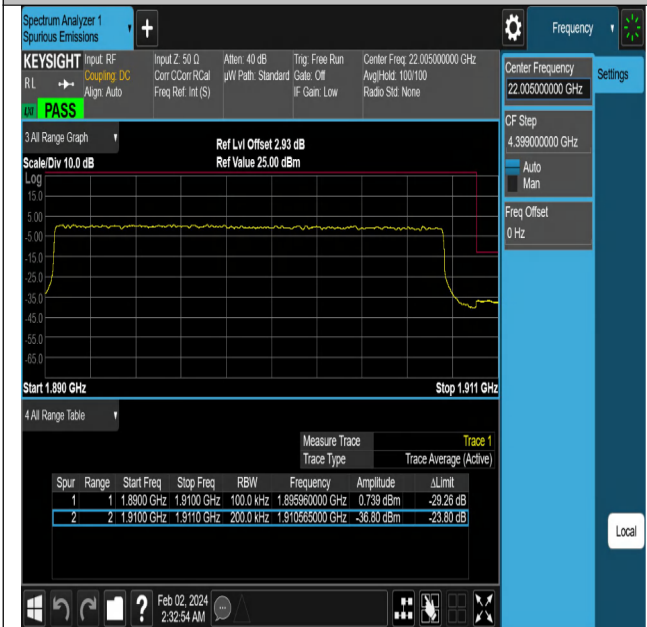 Spectrum Analyzer 1
Spurious Emissions
+
Frequency
KEYSIGHT
RL
LXI
PASS
Input: RF
Coupling: DC
Align: Auto
Input Z: 50 Ω
Corr CCorr RCal
Freq Ref: Int (S)
Atten: 40 dB
µW Path: Standard
Trig: Free Run
Gate: Off
IF Gain: Low
Center Freq: 22.005000000 GHz
Avg|Hold: 100/100
Radio Std: None
Center Frequency
22.005000000 GHz
Settings
CF Step
4.399000000 GHz
Auto
Man
Freq Offset
0 Hz
3 All Range Graph
Scale/Div 10.0 dB
Ref Lvl Offset 2.93 dB
Ref Value 25.00 dBm
Log
15.0
5.00
-5.00
-15.0
-25.0
-35.0
-45.0
-55.0
-65.0
Start 1.890 GHz
Stop 1.911 GHz
4 All Range Table
Measure Trace Trace 1
Trace Type Trace Average (Active)
Spur Range Start Freq Stop Freq RBW Frequency Amplitude ΔLimit
1 1 1.8900 GHz 1.9100 GHz 100.0 kHz 1.895960000 GHz 0.739 dBm -29.26 dB
2 2 1.9100 GHz 1.9110 GHz 200.0 kHz 1.910565000 GHz -36.80 dBm -23.80 dB
Local
?
Feb 02, 2024
2:32:54 AM